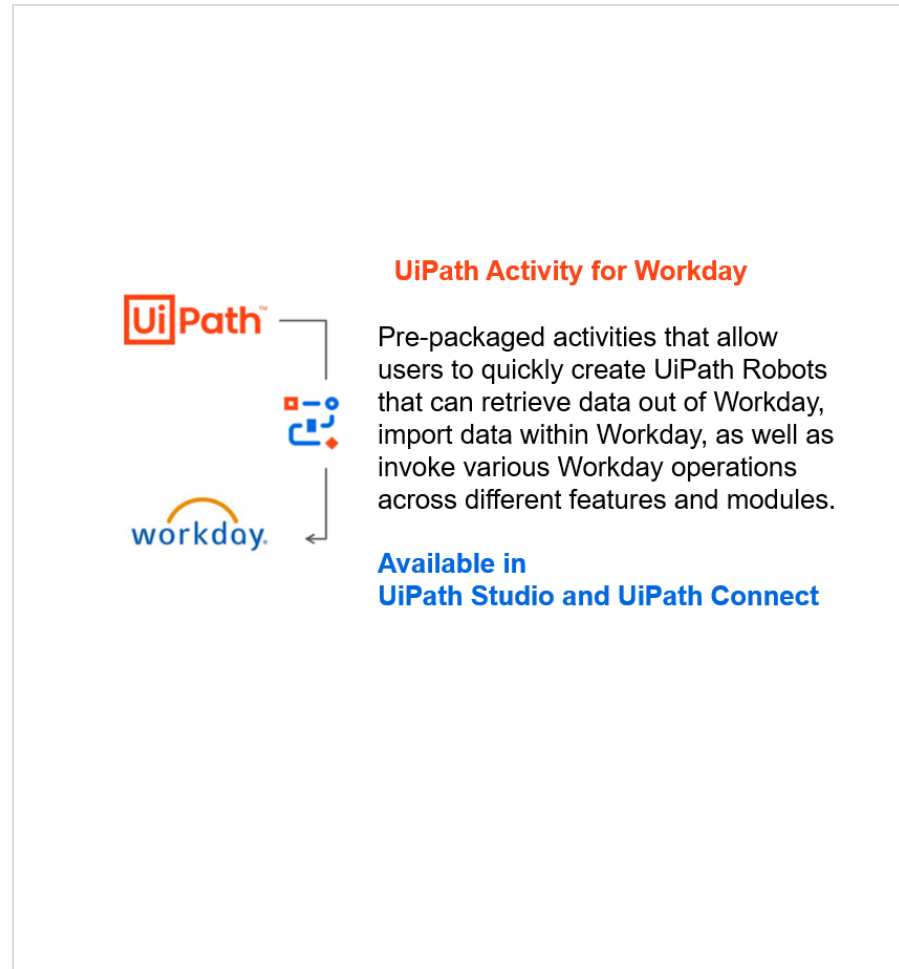 UiPath Activity for Workday
UiPath™
Pre-packaged activities that allow
users to quickly create UiPath Robots
that can retrieve data out of Workday,
import data within Workday, as well as
invoke various Workday operations
across different features and modules.
workday.
Available in
UiPath Studio and UiPath Connect